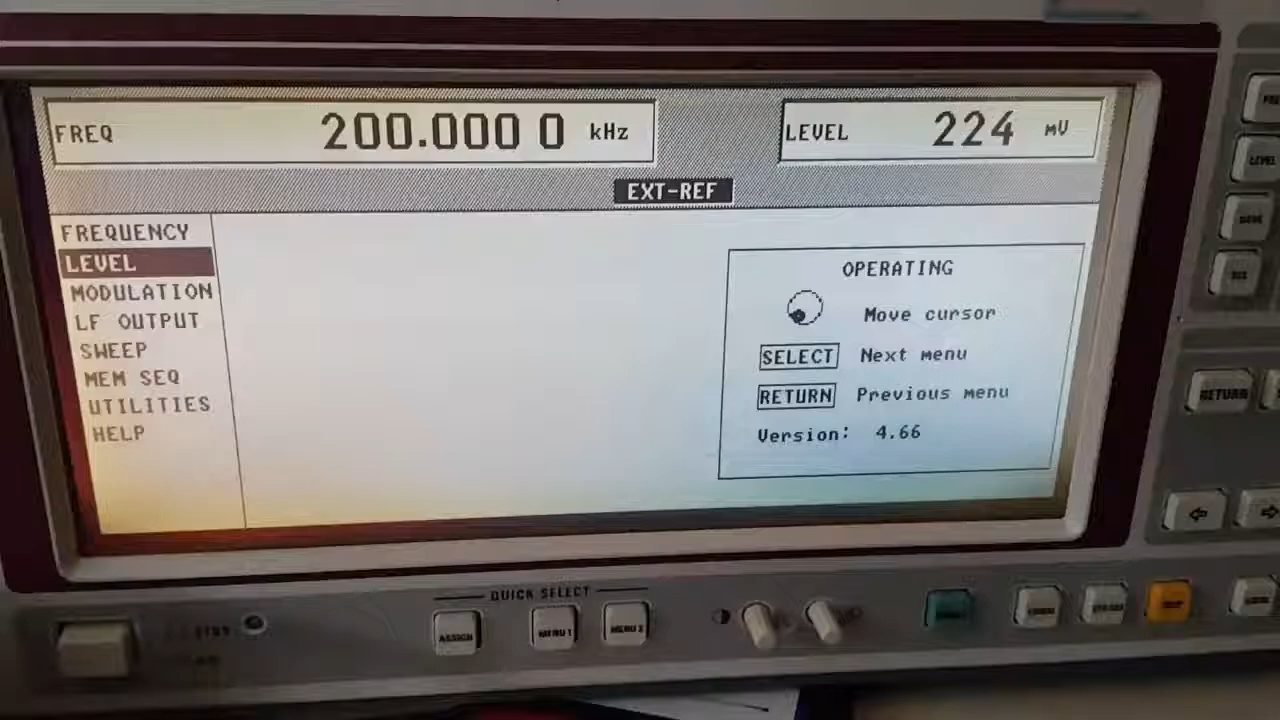 FREQ 200.000 0 kHz
LEVEL 224 mV
EXT-REF
FREQUENCY
LEVEL
MODULATION
LF OUTPUT
SWEEP
MEM SEQ
UTILITIES
HELP
OPERATING
Move cursor
SELECT Next menu
RETURN Previous menu
Version: 4.66
LEVEL
RETURN
QUICK SELECT
ASSIGN
MENU 1
MENU 2